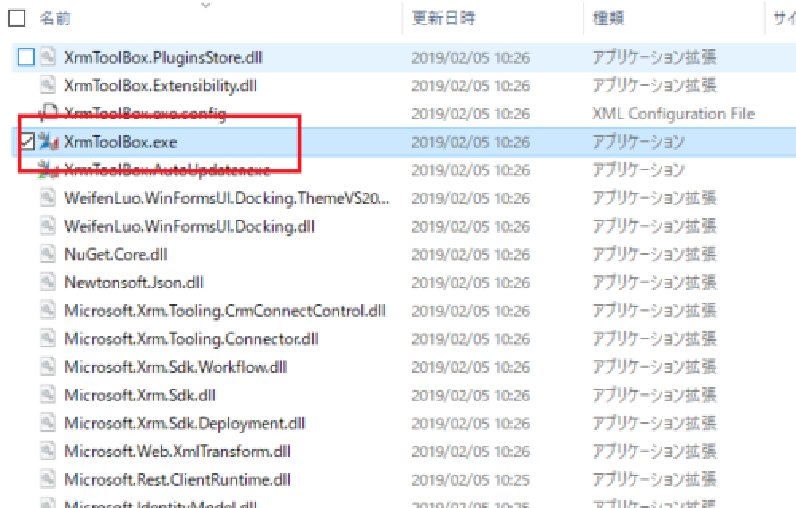 名前 更新日時 種類 サイ
XrmToolBox.PluginsStore.dll 2019/02/05 10:26 アプリケーション拡張
XrmToolBox.Extensibility.dll 2019/02/05 10:26 アプリケーション拡張
XrmToolBox.exe.config 2019/02/05 10:26 XML Configuration File
XrmToolBox.exe 2019/02/05 10:26 アプリケーション
XrmToolBox.AutoUpdater.exe 2019/02/05 10:26 アプリケーション
WeifenLuo.WinFormsUI.Docking.ThemeVS20... 2019/02/05 10:26 アプリケーション拡張
WeifenLuo.WinFormsUI.Docking.dll 2019/02/05 10:26 アプリケーション拡張
NuGet.Core.dll 2019/02/05 10:26 アプリケーション拡張
Newtonsoft.Json.dll 2019/02/05 10:26 アプリケーション拡張
Microsoft.Xrm.Tooling.CrmConnectControl.dll 2019/02/05 10:26 アプリケーション拡張
Microsoft.Xrm.Tooling.Connector.dll 2019/02/05 10:26 アプリケーション拡張
Microsoft.Xrm.Sdk.Workflow.dll 2019/02/05 10:26 アプリケーション拡張
Microsoft.Xrm.Sdk.dll 2019/02/05 10:26 アプリケーション拡張
Microsoft.Xrm.Sdk.Deployment.dll 2019/02/05 10:26 アプリケーション拡張
Microsoft.Web.XmlTransform.dll 2019/02/05 10:26 アプリケーション拡張
Microsoft.Rest.ClientRuntime.dll 2019/02/05 10:25 アプリケーション拡張
Microsoft.IdentityModel.dll 2019/02/05 10:25 アプリケーション拡張